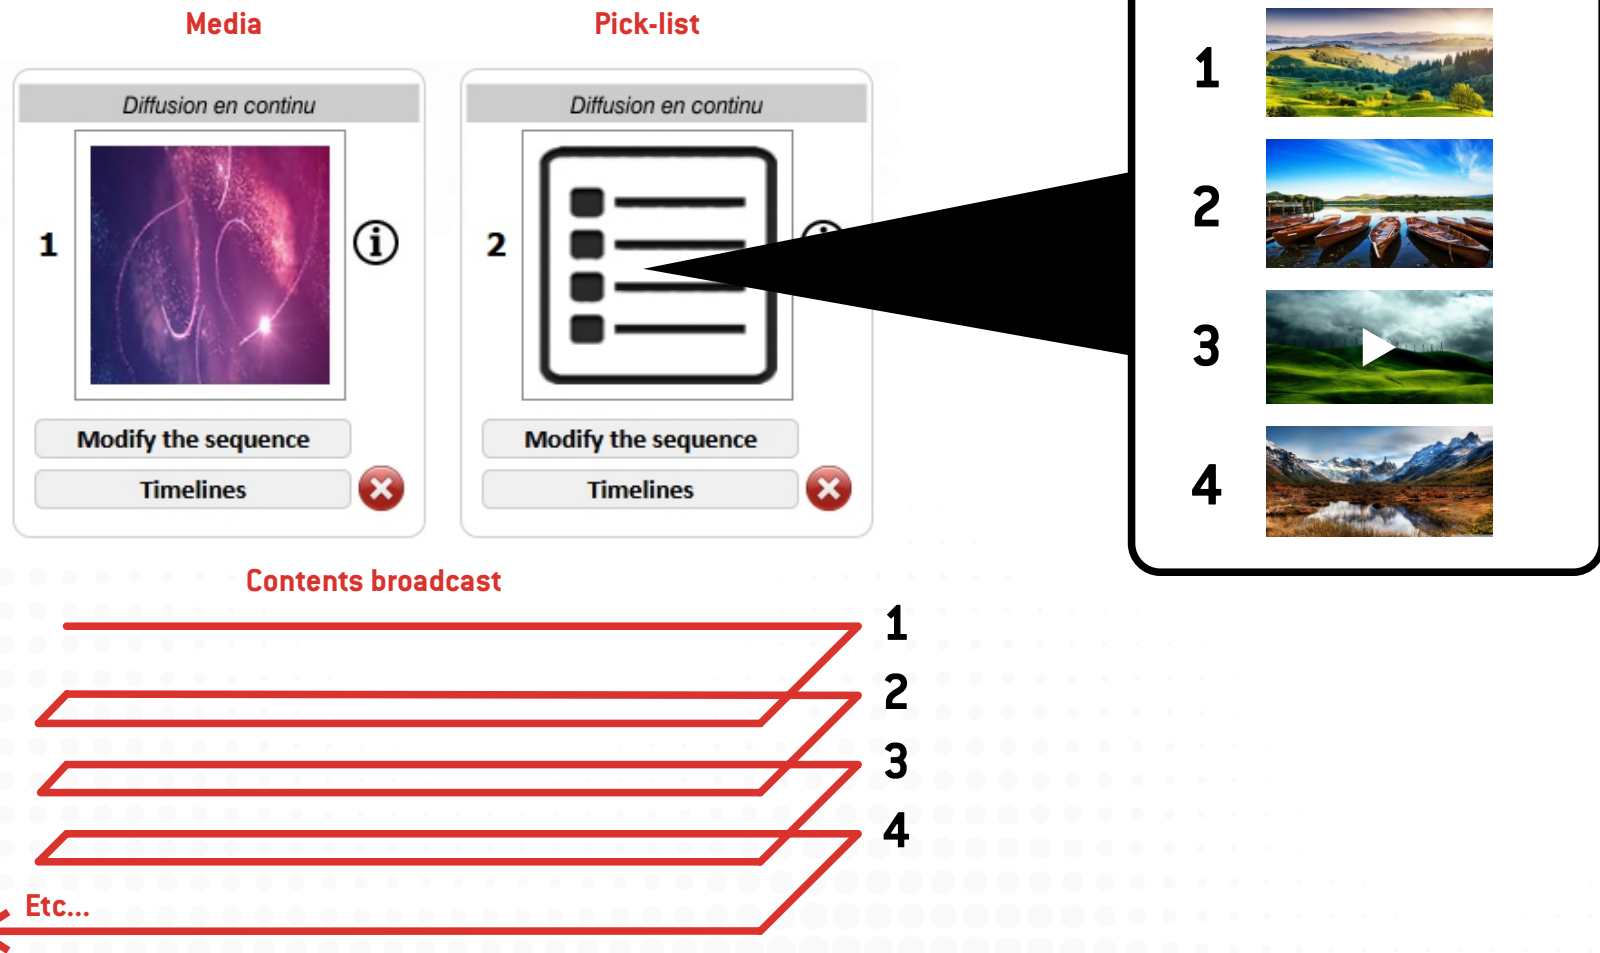 Media
Pick-list
Diffusion en continu
1
Modify the sequence
Timelines
Diffusion en continu
2
Modify the sequence
Timelines
1
2
3
4
Contents broadcast
1
2
3
4
Etc...